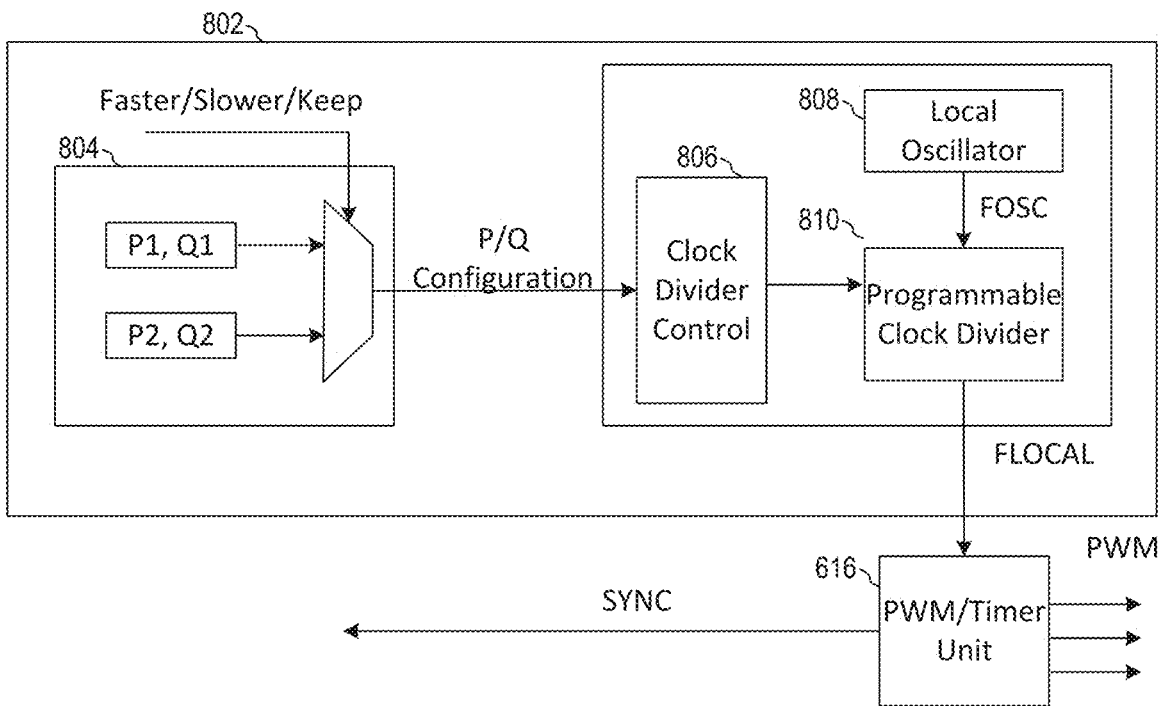 802
Faster/Slower/Keep
804
P1, Q1
P2, Q2
P/Q
Configuration
806
Clock
Divider
Control
808
Local
Oscillator
FOSC
810
Programmable
Clock Divider
FLOCAL
PWM
616
PWM/Timer
Unit
SYNC